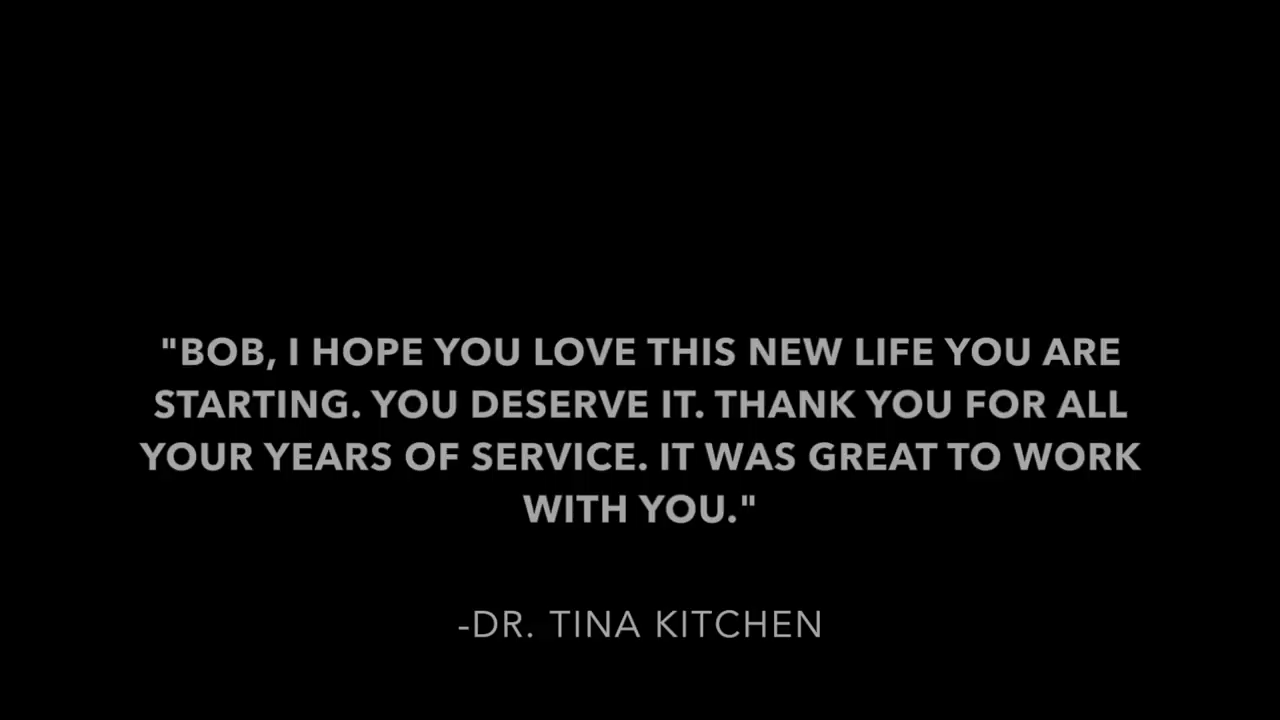 "BOB, I HOPE YOU LOVE THIS NEW LIFE YOU ARE
STARTING. YOU DESERVE IT. THANK YOU FOR ALL
YOUR YEARS OF SERVICE. IT WAS GREAT TO WORK
WITH YOU."
-DR. TINA KITCHEN